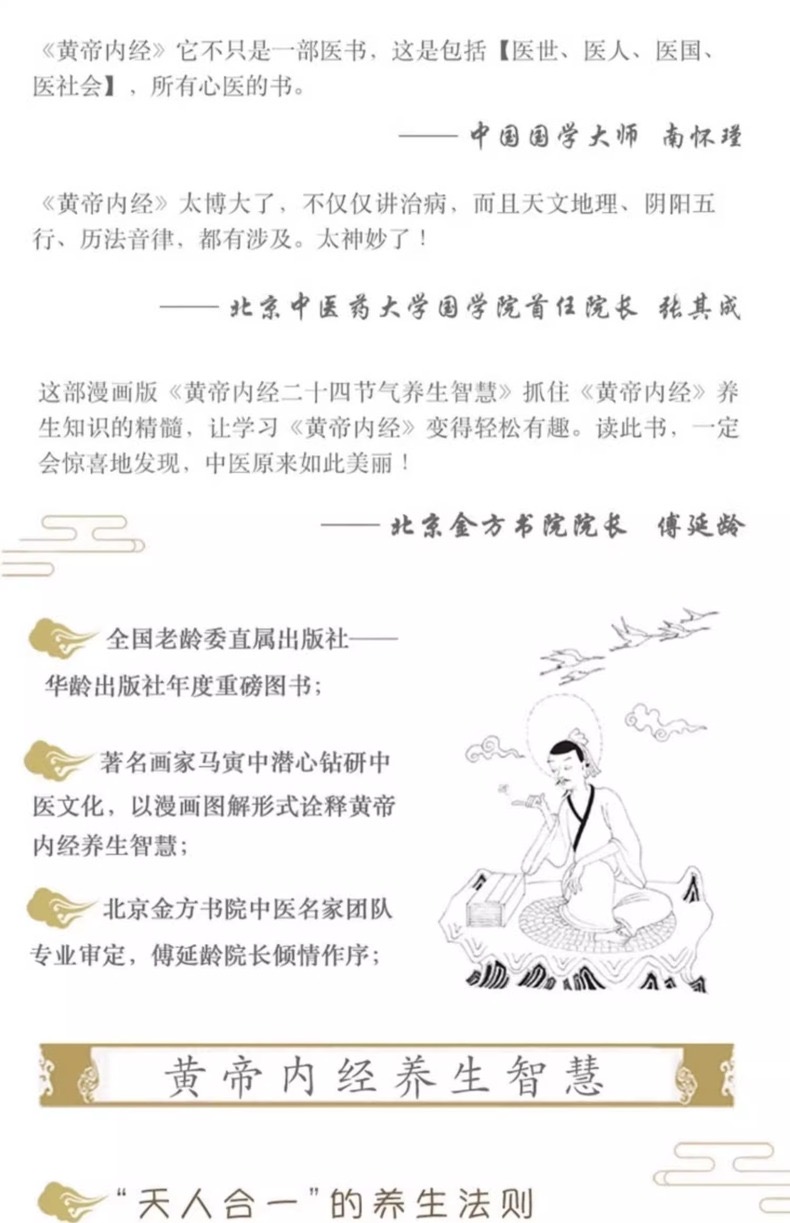 《黄帝内经》它不只是一部医书，这是包括【医世、医人、医国、
医社会】，所有心医的书。
——中国国学大师 南怀瑾
《黄帝内经》太博大了，不仅仅讲治病，而且天文地理、阴阳五
行、历法音律，都有涉及。太神妙了！
——北京中医药大学国学院首任院长 张其成
这部漫画版《黄帝内经二十四节气养生智慧》抓住《黄帝内经》养
生知识的精髓，让学习《黄帝内经》变得轻松有趣。读此书，一定
会惊喜地发现，中医原来如此美丽！
——北京金方书院院长 傅延龄
全国老龄委直属出版社——
华龄出版社年度重磅图书；
著名画家马寅中潜心钻研中
医文化，以漫画图解形式诠释黄帝
内经养生智慧；
北京金方书院中医名家团队
专业审定，傅延龄院长倾情作序；
黄帝内经养生智慧
“天人合一”的养生法则